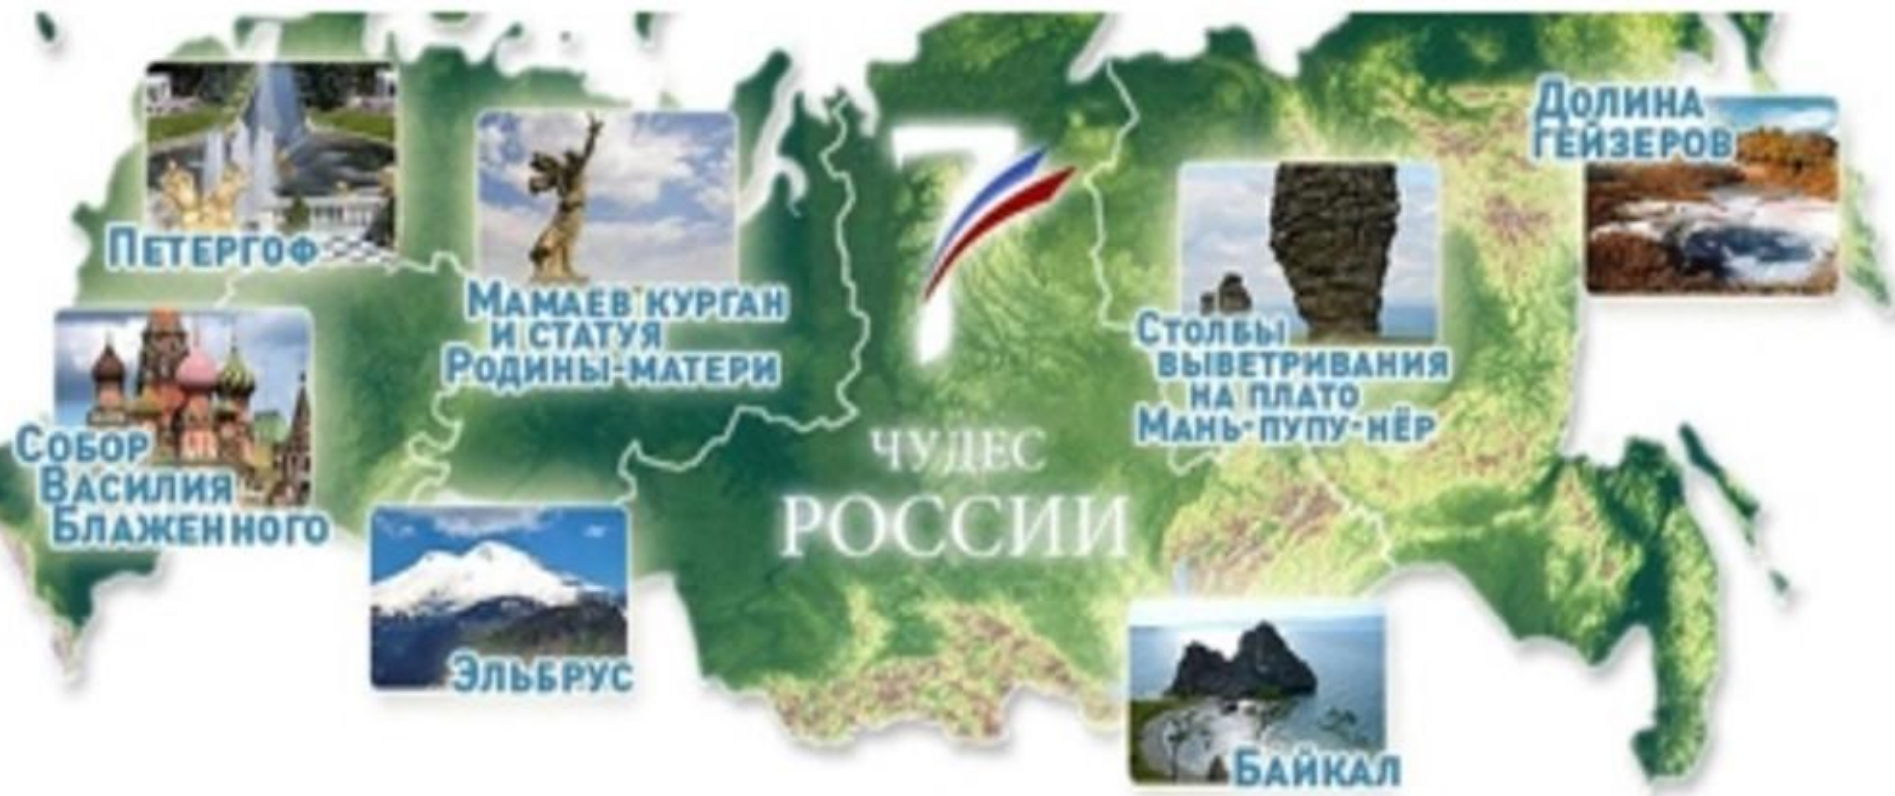 Петергоф
Мамаев курган
и статуя
Родины-матери
7
чудес
России
Столбы
выветривания
на плато
Мань-пупу-нёр
Долина
гейзеров
Собор
Василия
Блаженного
Эльбрус
Байкал